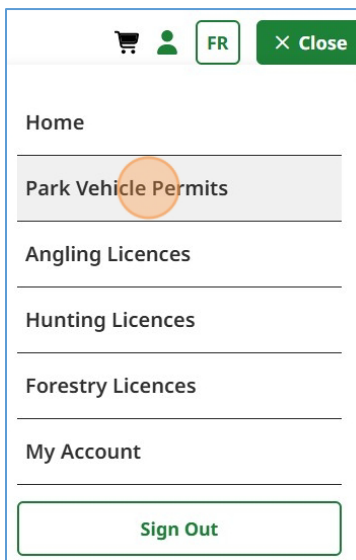 FR
× Close
Home
Park Vehicle Permits
Angling Licences
Hunting Licences
Forestry Licences
My Account
Sign Out